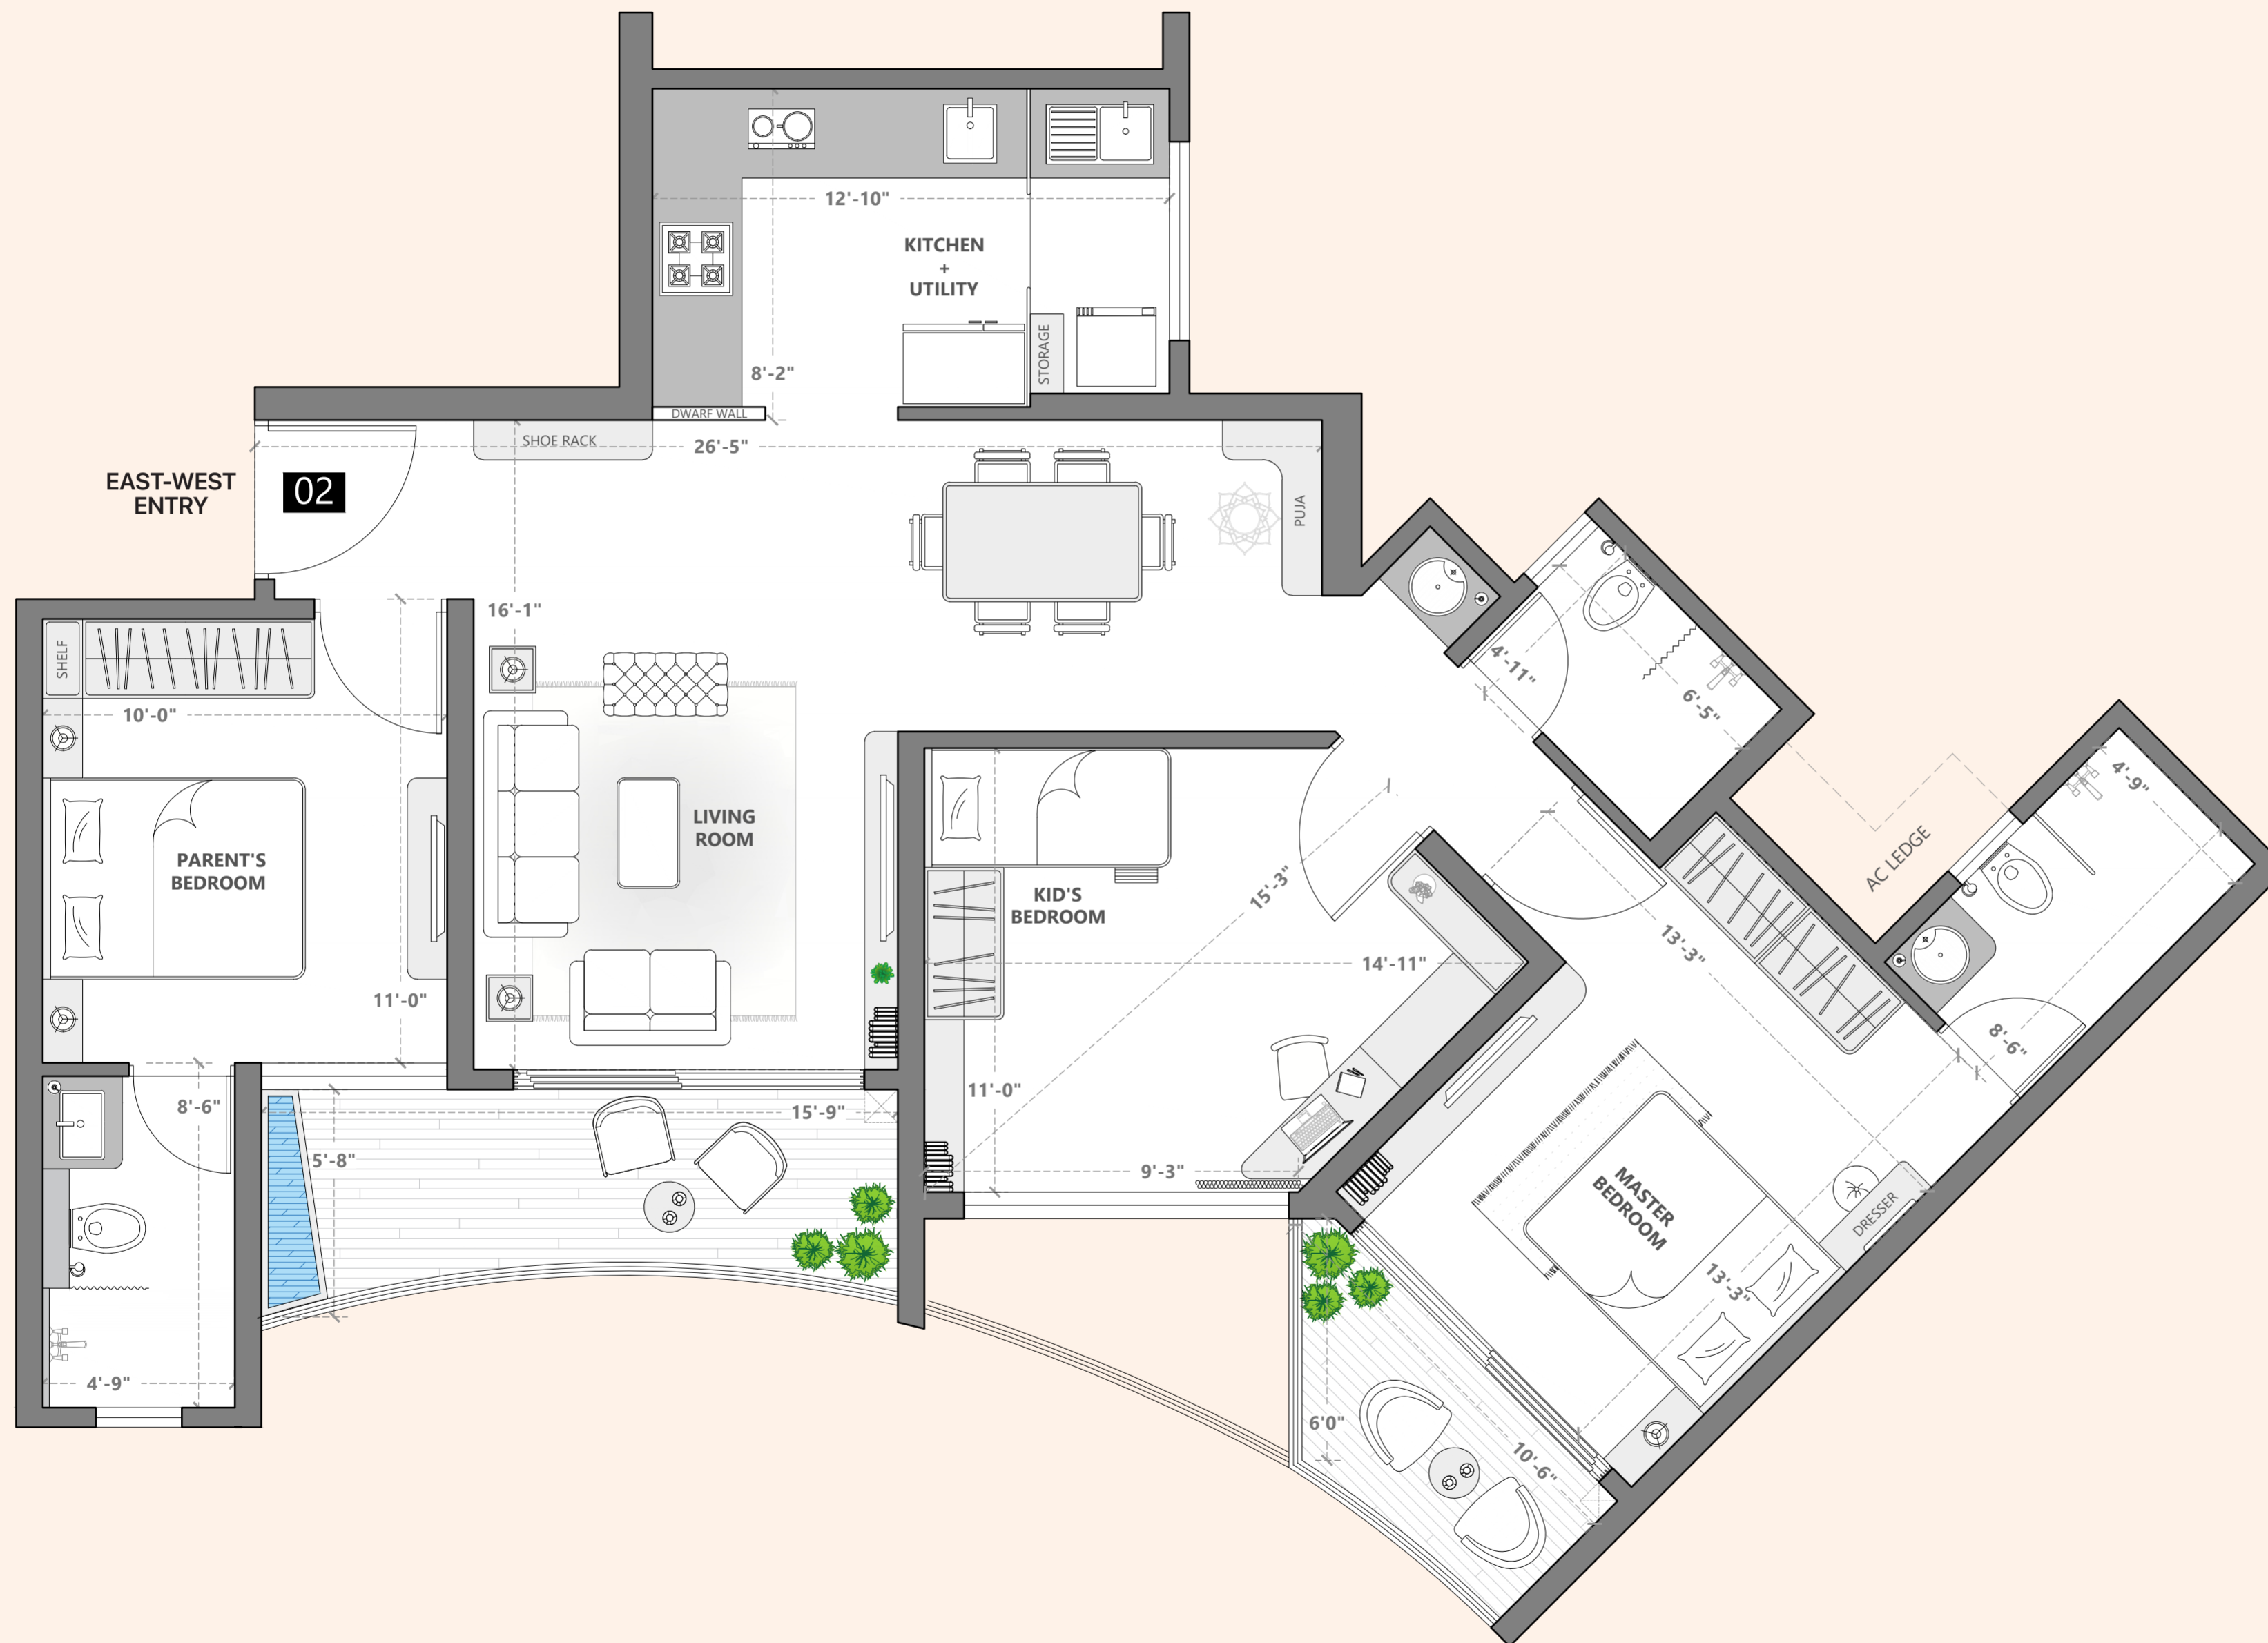 12'-10"
KITCHEN
+
UTILITY
STORAGE
8'-2"
DWARF WALL
SHOE RACK
26'-5"
EAST-WEST
ENTRY
02
PUJA
16'-1"
SHELF
10'-0"
4'-11"
6'-5"
4'-9"
LIVING
ROOM
PARENT'S
BEDROOM
KID'S
BEDROOM
15'-3"
AC LEDGE
13'-3"
14'-11"
11'-0"
8'-6"
11'-0"
8'-6"
15'-9"
5'-8"
9'-3"
MASTER
BEDROOM
DRESSER
13'-3"
4'-9"
6'0"
10'-6"